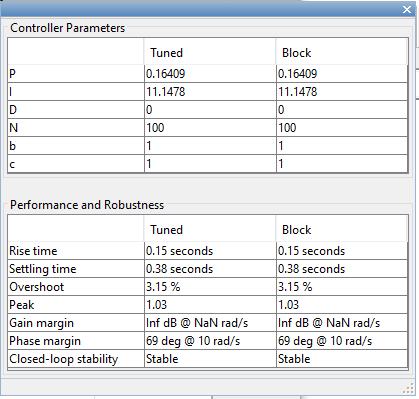 Controller Parameters
Tuned Block
P 0.16409 0.16409
I 11.1478 11.1478
D 0 0
N 100 100
b 1 1
c 1 1
Performance and Robustness
Tuned Block
Rise time 0.15 seconds 0.15 seconds
Settling time 0.38 seconds 0.38 seconds
Overshoot 3.15 % 3.15 %
Peak 1.03 1.03
Gain margin Inf dB @ NaN rad/s Inf dB @ NaN rad/s
Phase margin 69 deg @ 10 rad/s 69 deg @ 10 rad/s
Closed-loop stability Stable Stable